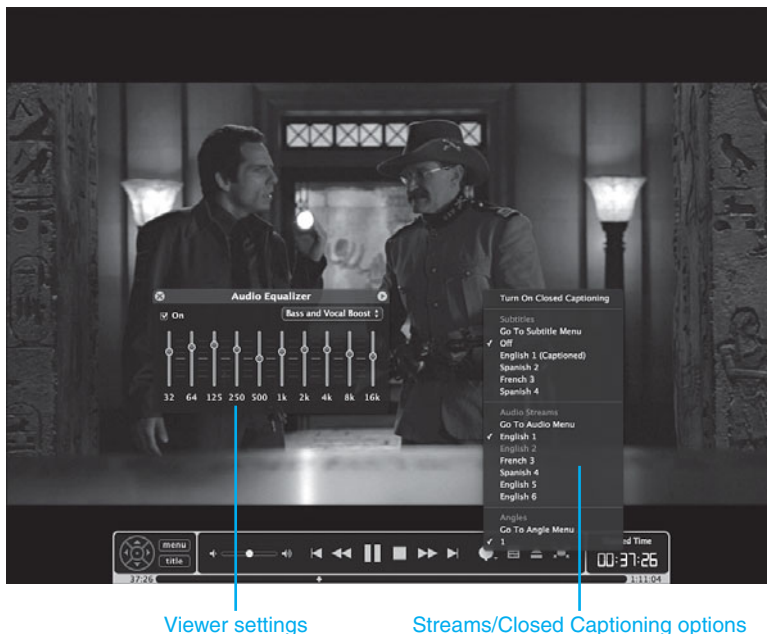 Audio Equalizer
On
Bass and Vocal Boost
32 64 125 250 500 1k 2k 4k 8k 16k
Turn On Closed Captioning
Subtitles
Go To Subtitle Menu
✓ Off
English 1 (Captioned)
Spanish 2
French 3
Spanish 4
Audio Streams
Go To Audio Menu
✓ English 1
English 2
French 3
Spanish 4
English 5
English 6
Angles
Go To Angle Menu
✓ 1
menu
title
Time
00:37:26
37:26
1:11:04
Viewer settings
Streams/Closed Captioning options